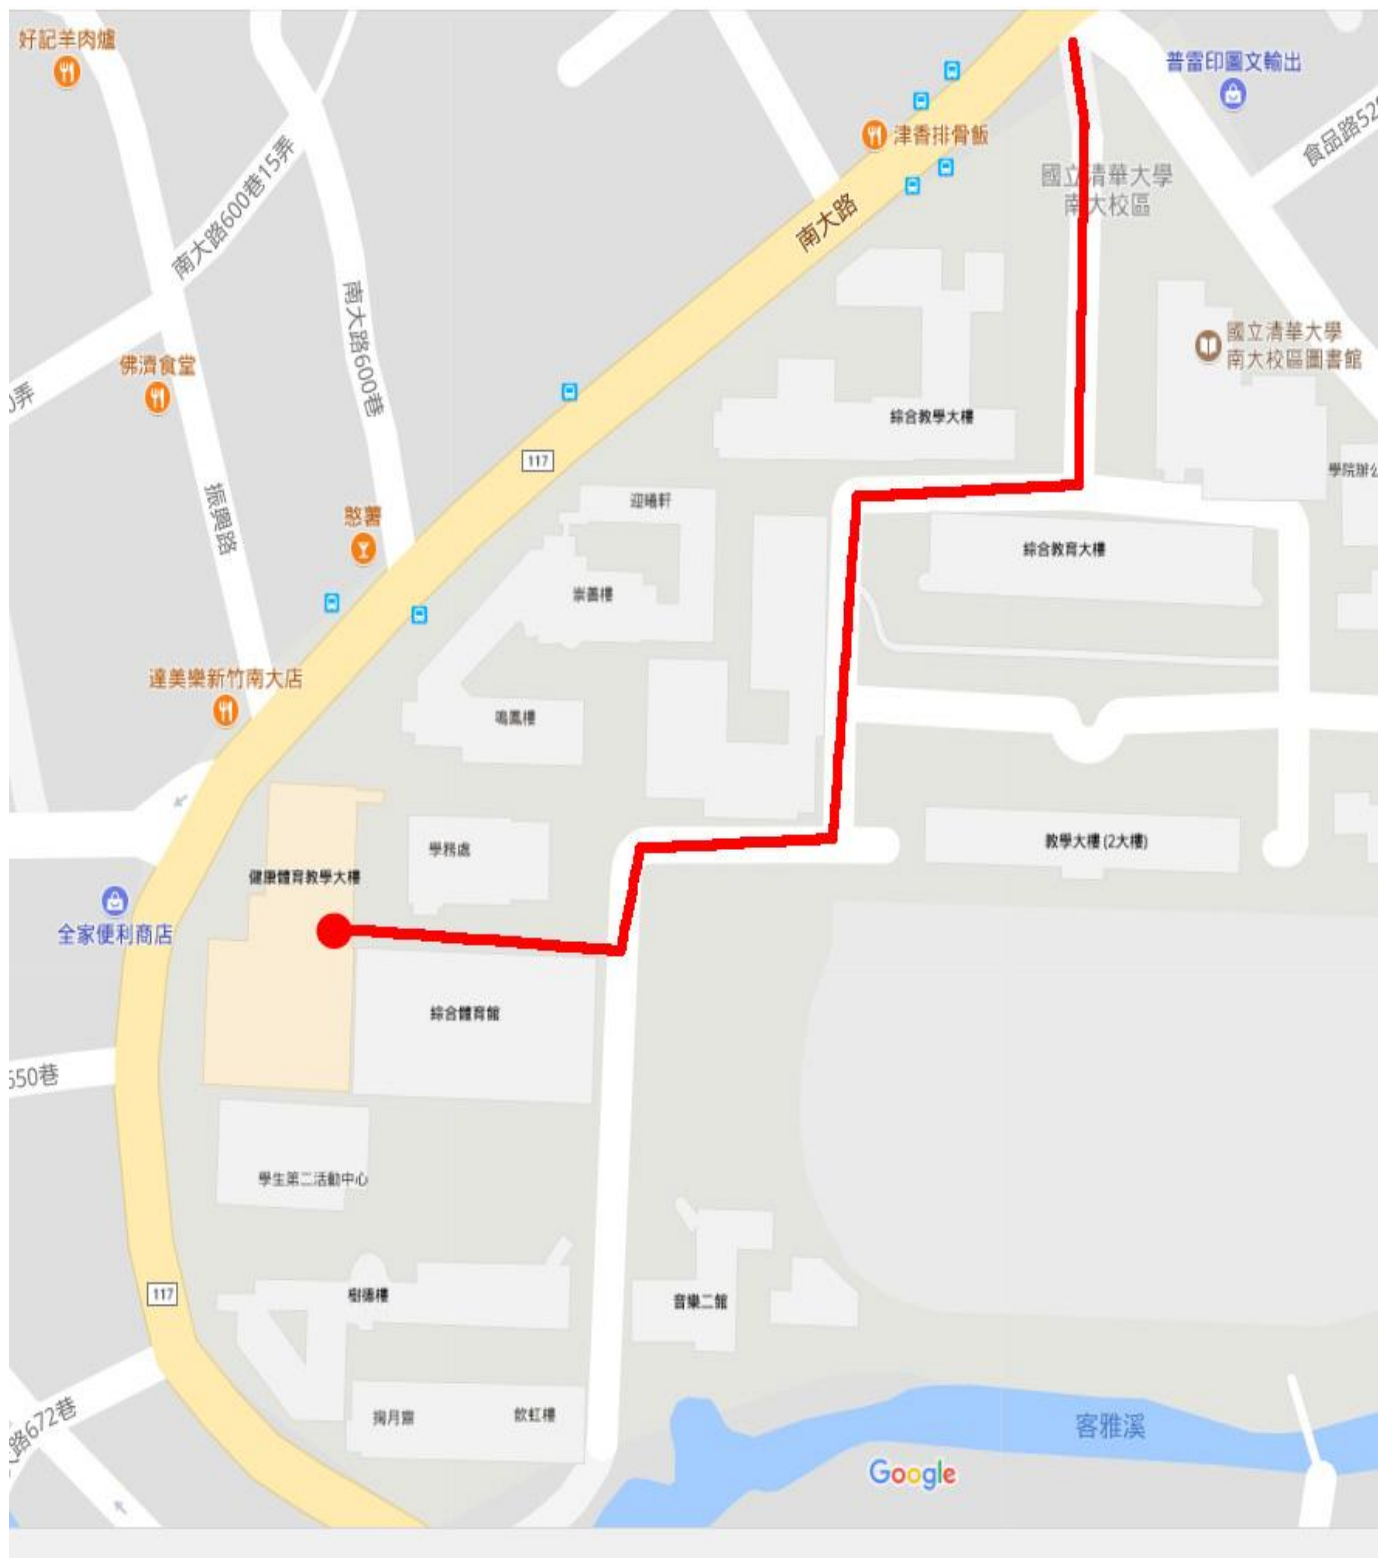 好記羊肉爐
普雷印圖文輸出
津香排骨飯
食品路52
南大路600巷15弄
國立清華大學
南大校區
南大路
南大路600巷
國立清華大學
南大校區圖書館
佛濟食堂
弄
綜合教學大樓
117
學院辦公
迎曦軒
振興路
憨薯
綜合教育大樓
崇善樓
達美樂新竹南大店
鳴鳳樓
教學大樓(2大樓)
學務處
健康體育教學大樓
全家便利商店
綜合體育館
650巷
學生第二活動中心
117
樹德樓
音樂二館
路672巷
掬月齋
飲虹樓
客雅溪
Google